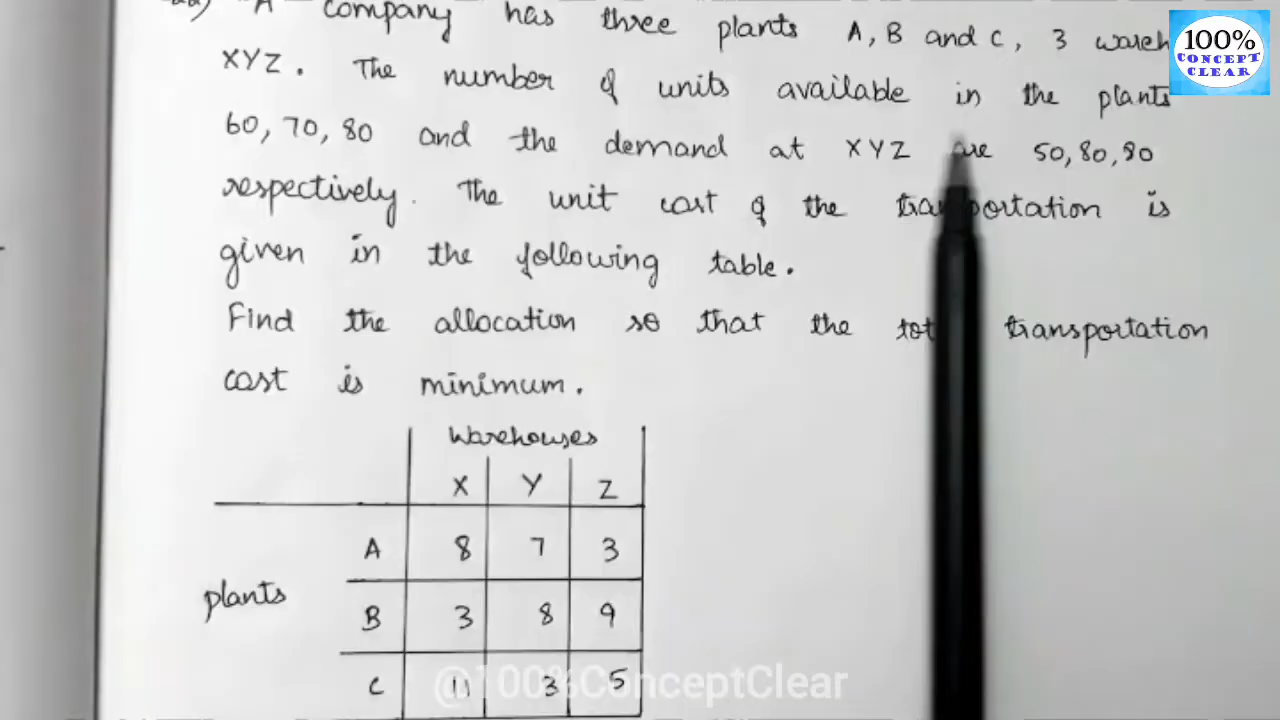 A company has three plants A, B and C, 3 wareh
XYZ. The number of units available in the plants
60, 70, 80 and the demand at XYZ are 50, 80, 80
respectively. The unit cost of the transportation is
given in the following table.
Find the allocation so that the tot transportation
cost is minimum.
Warehouses
X Y Z
A 8 7 3
plants
B 3 8 9
C 11 3 5
100%
CONCEPT
CLEAR
@100%ConceptClear